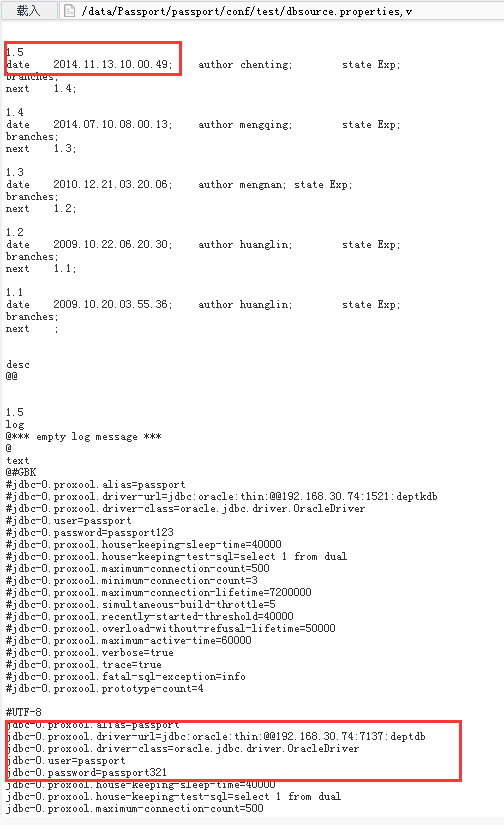 载入 /data/Passport/passport/conf/test/dbsource.properties,v
1.5
date 2014.11.13.10.00.49; author chenting; state Exp;
branches;
next 1.4;
1.4
date 2014.07.10.08.00.13; author mengqing; state Exp;
branches;
next 1.3;
1.3
date 2010.12.21.03.20.06; author mengnan; state Exp;
branches;
next 1.2;
1.2
date 2009.10.22.06.20.30; author huanglin; state Exp;
branches;
next 1.1;
1.1
date 2009.10.20.03.55.36; author huanglin; state Exp;
branches;
next ;
desc
@@
1.5
log
@*** empty log message ***
@
text
@#GBK
#jdbc-0.proxool.alias=passport
#jdbc-0.proxool.driver-url=jdbc:oracle:thin:@@192.168.30.74:1521:deptkdb
#jdbc-0.proxool.driver-class=oracle.jdbc.driver.OracleDriver
#jdbc-0.user=passport
#jdbc-0.password=passport123
#jdbc-0.proxool.house-keeping-sleep-time=40000
#jdbc-0.proxool.house-keeping-test-sql=select 1 from dual
#jdbc-0.proxool.maximum-connection-count=500
#jdbc-0.proxool.minimum-connection-count=3
#jdbc-0.proxool.maximum-connection-lifetime=7200000
#jdbc-0.proxool.simultaneous-build-throttle=5
#jdbc-0.proxool.recently-started-threshold=40000
#jdbc-0.proxool.overload-without-refusal-lifetime=50000
#jdbc-0.proxool.maximum-active-time=60000
#jdbc-0.proxool.verbose=true
#jdbc-0.proxool.trace=true
#jdbc-0.proxool.fatal-sql-exception=info
#jdbc-0.proxool.prototype-count=4
#UTF-8
jdbc-0.proxool.alias=passport
jdbc-0.proxool.driver-url=jdbc:oracle:thin:@@192.168.30.74:7137:deptdb
jdbc-0.proxool.driver-class=oracle.jdbc.driver.OracleDriver
jdbc-0.user=passport
jdbc-0.password=passport321
jdbc-0.proxool.house-keeping-sleep-time=40000
jdbc-0.proxool.house-keeping-test-sql=select 1 from dual
jdbc-0.proxool.maximum-connection-count=500